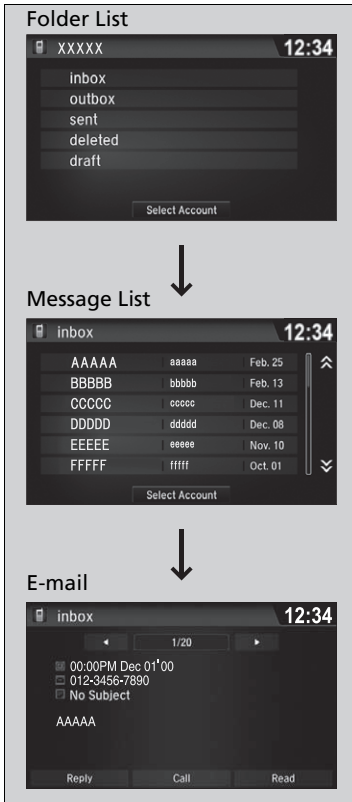 Folder List
XXXXX 12:34
inbox
outbox
sent
deleted
draft
Select Account
Message List
inbox 12:34
AAAAA aaaaa Feb. 25
BBBBB bbbbb Feb. 13
CCCCC ccccc Dec. 11
DDDDD ddddd Dec. 08
EEEEE eeeee Nov. 10
FFFFF fffff Oct. 01
Select Account
E-mail
inbox 12:34
1/20
00:00PM Dec 01'00
012-3456-7890
No Subject
AAAAA
Reply Call Read